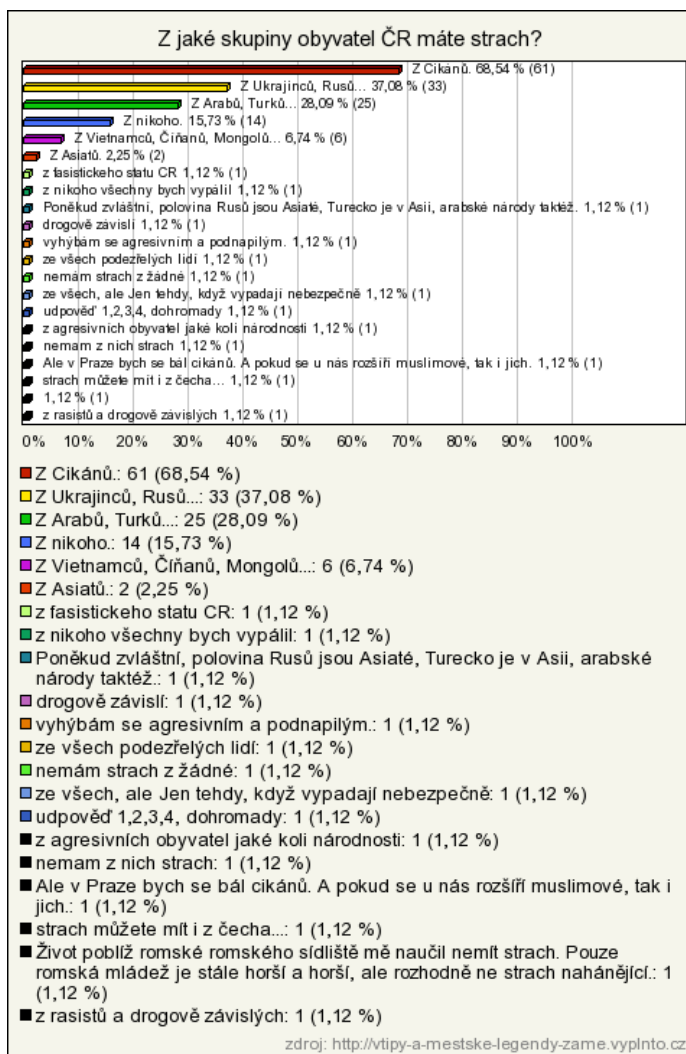 Z jaké skupiny obyvatel ČR máte strach?
Z Cikánů. 68,54 % (61)
Z Ukrajinců, Rusů... 37,08 % (33)
Z Arabů, Turků... 28,09 % (25)
Z nikoho. 15,73 % (14)
Z Vietnamců, Číňanů, Mongolů... 6,74 % (6)
Z Asiatů. 2,25 % (2)
z fasistickeho statu CR 1,12 % (1)
z nikoho všechny bych vypálil 1,12 % (1)
Poněkud zvláštní, polovina Rusů jsou Asiaté, Turecko je v Asii, arabské národy taktéž. 1,12 % (1)
drogově závislí 1,12 % (1)
vyhýbám se agresivním a podnapilým. 1,12 % (1)
ze všech podezřelých lidí 1,12 % (1)
nemám strach z žádné 1,12 % (1)
ze všech, ale Jen tehdy, když vypadají nebezpečně 1,12 % (1)
udpověď 1,2,3,4, dohromady 1,12 % (1)
z agresivních obyvatel jaké koli národnosti 1,12 % (1)
nemam z nich strach 1,12 % (1)
Ale v Praze bych se bál cikánů. A pokud se u nás rozšíří muslimové, tak i jich. 1,12 % (1)
strach můžete mít i z čecha... 1,12 % (1)
1,12 % (1)
z rasistů a drogově závislých 1,12 % (1)
0% 10% 20% 30% 40% 50% 60% 70% 80% 90% 100%
Z Cikánů.: 61 (68,54 %)
Z Ukrajinců, Rusů...: 33 (37,08 %)
Z Arabů, Turků...: 25 (28,09 %)
Z nikoho.: 14 (15,73 %)
Z Vietnamců, Číňanů, Mongolů...: 6 (6,74 %)
Z Asiatů.: 2 (2,25 %)
z fasistickeho statu CR: 1 (1,12 %)
z nikoho všechny bych vypálil: 1 (1,12 %)
Poněkud zvláštní, polovina Rusů jsou Asiaté, Turecko je v Asii, arabské
národy taktéž.: 1 (1,12 %)
drogově závislí: 1 (1,12 %)
vyhýbám se agresivním a podnapilým.: 1 (1,12 %)
ze všech podezřelých lidí: 1 (1,12 %)
nemám strach z žádné: 1 (1,12 %)
ze všech, ale Jen tehdy, když vypadají nebezpečně: 1 (1,12 %)
udpověď 1,2,3,4, dohromady: 1 (1,12 %)
z agresivních obyvatel jaké koli národnosti: 1 (1,12 %)
nemam z nich strach: 1 (1,12 %)
Ale v Praze bych se bál cikánů. A pokud se u nás rozšíří muslimové, tak i
jich.: 1 (1,12 %)
strach můžete mít i z čecha...: 1 (1,12 %)
Život poblíž romské romského sídliště mě naučil nemít strach. Pouze
romská mládež je stále horší a horší, ale rozhodně ne strach nahánějící.: 1
(1,12 %)
z rasistů a drogově závislých: 1 (1,12 %)
zdroj: http://vtipy-a-mestske-legendy-zame.vyplnto.cz